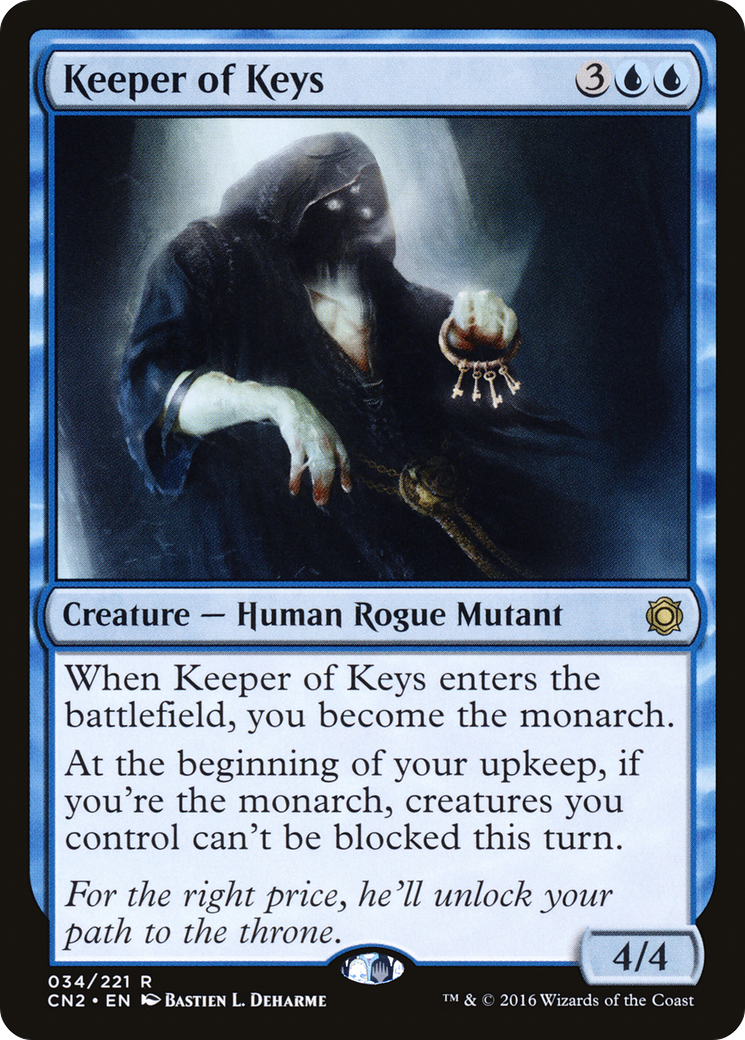 Keeper of Keys 3
Creature — Human Rogue Mutant
When Keeper of Keys enters the
battlefield, you become the monarch.
At the beginning of your upkeep, if
you're the monarch, creatures you
control can't be blocked this turn.
For the right price, he'll unlock your
path to the throne.
4/4
034/221 R
CN2 • EN Bastien L. Deharme
™ & © 2016 Wizards of the Coast